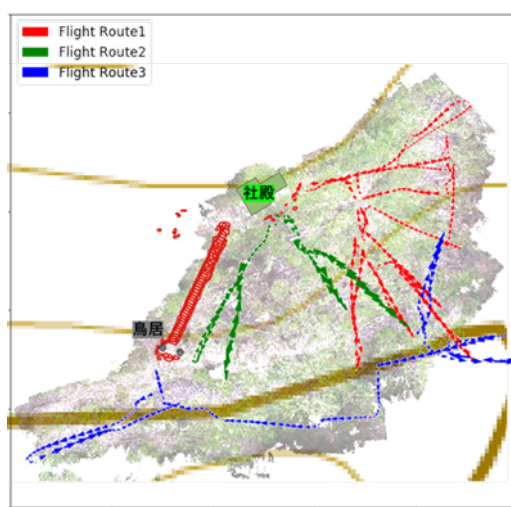 Flight Route1
Flight Route2
Flight Route3
社殿
鳥居